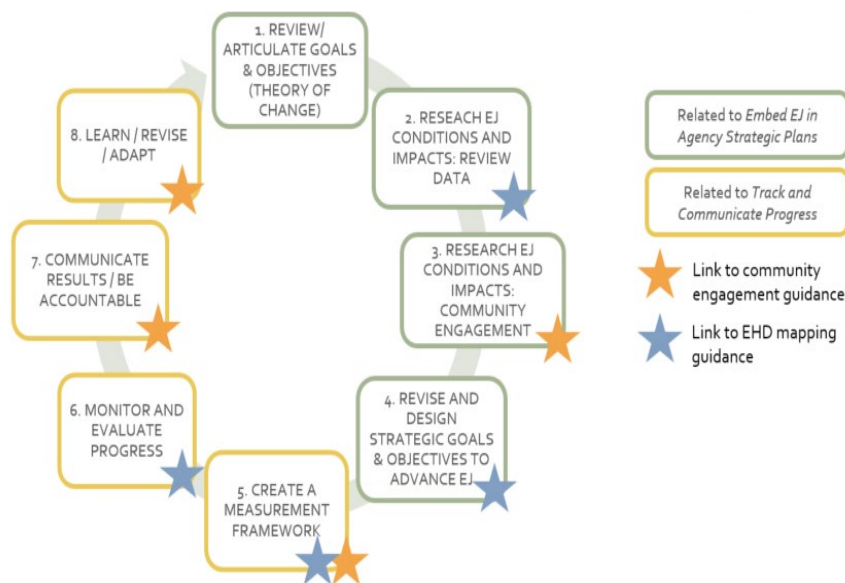 1. REVIEW/
ARTICULATE GOALS
& OBJECTIVES
(THEORY OF
CHANGE)
2. RESEACH EJ
CONDITIONS AND
IMPACTS: REVIEW
DATA
3. RESEARCH EJ
CONDITIONS AND
IMPACTS:
COMMUNITY
ENGAGEMENT
4. REVISE AND
DESIGN
STRATEGIC GOALS
& OBJECTIVES TO
ADVANCE EJ
5. CREATE A
MEASUREMENT
FRAMEWORK
6. MONITOR AND
EVALUATE
PROGRESS
7. COMMUNICATE
RESULTS / BE
ACCOUNTABLE
8. LEARN / REVISE
/ ADAPT
Related to Embed EJ in
Agency Strategic Plans
Related to Track and
Communicate Progress
Link to community
engagement guidance
Link to EHD mapping
guidance